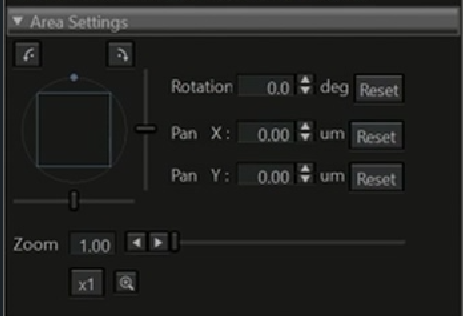 Area Settings
Rotation 0.0 deg Reset
Pan X: 0.00 um Reset
Pan Y: 0.00 um Reset
Zoom 1.00
x1